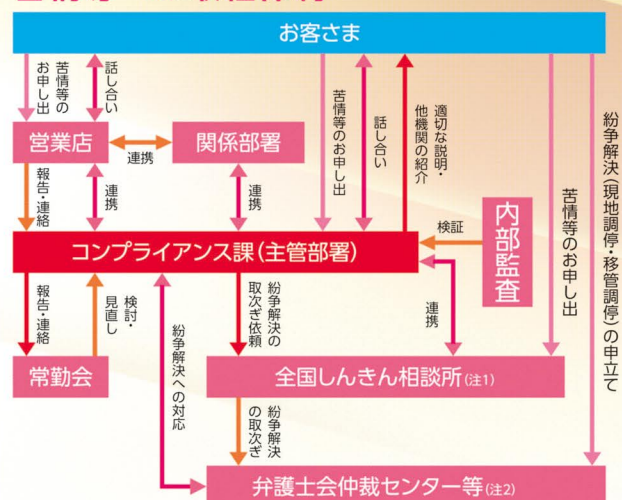 お客さま
苦情等の
お申し出
話し合い
苦情等のお申し出
話し合い
適切な説明・
他機関の紹介
営業店
連携
関係部署
報告・連絡
連携
連携
検証
内部監査
コンプライアンス課（主管部署）
報告・連絡
検討・
見直し
紛争解決への対応
紛争解決の
取次ぎ依頼
連携
苦情等のお申し出
紛争解決（現地調停・移管調停）の申立て
常勤会
全国しんきん相談所(注1)
紛争解決
の取次ぎ
弁護士会仲裁センター等(注2)